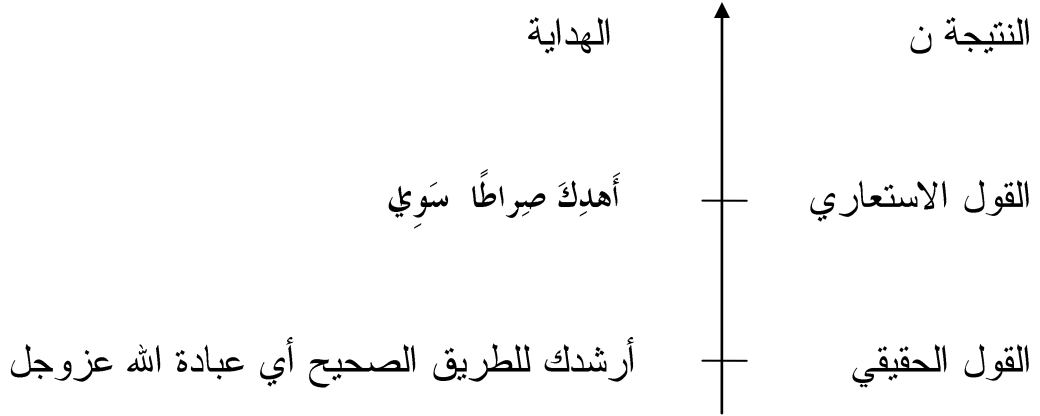 النتيجة ن الهداية
القول الاستعاري أَهدِكَ صِراطًا سَوِي
القول الحقيقي أرشدك للطريق الصحيح أي عبادة الله عزوجل